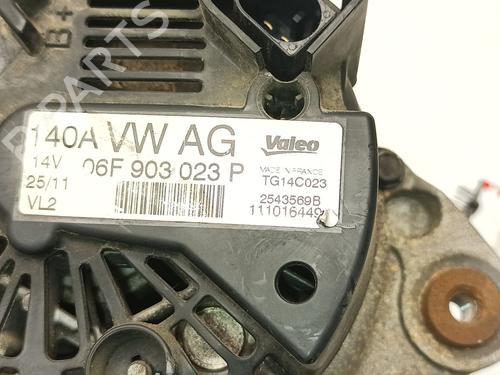 B+
B-PARTS
140A VW AG
Valeo
14V 06F 903 023 P
MADE IN FRANCE
TG14C023
25/11
VL2
2543569B
111016449